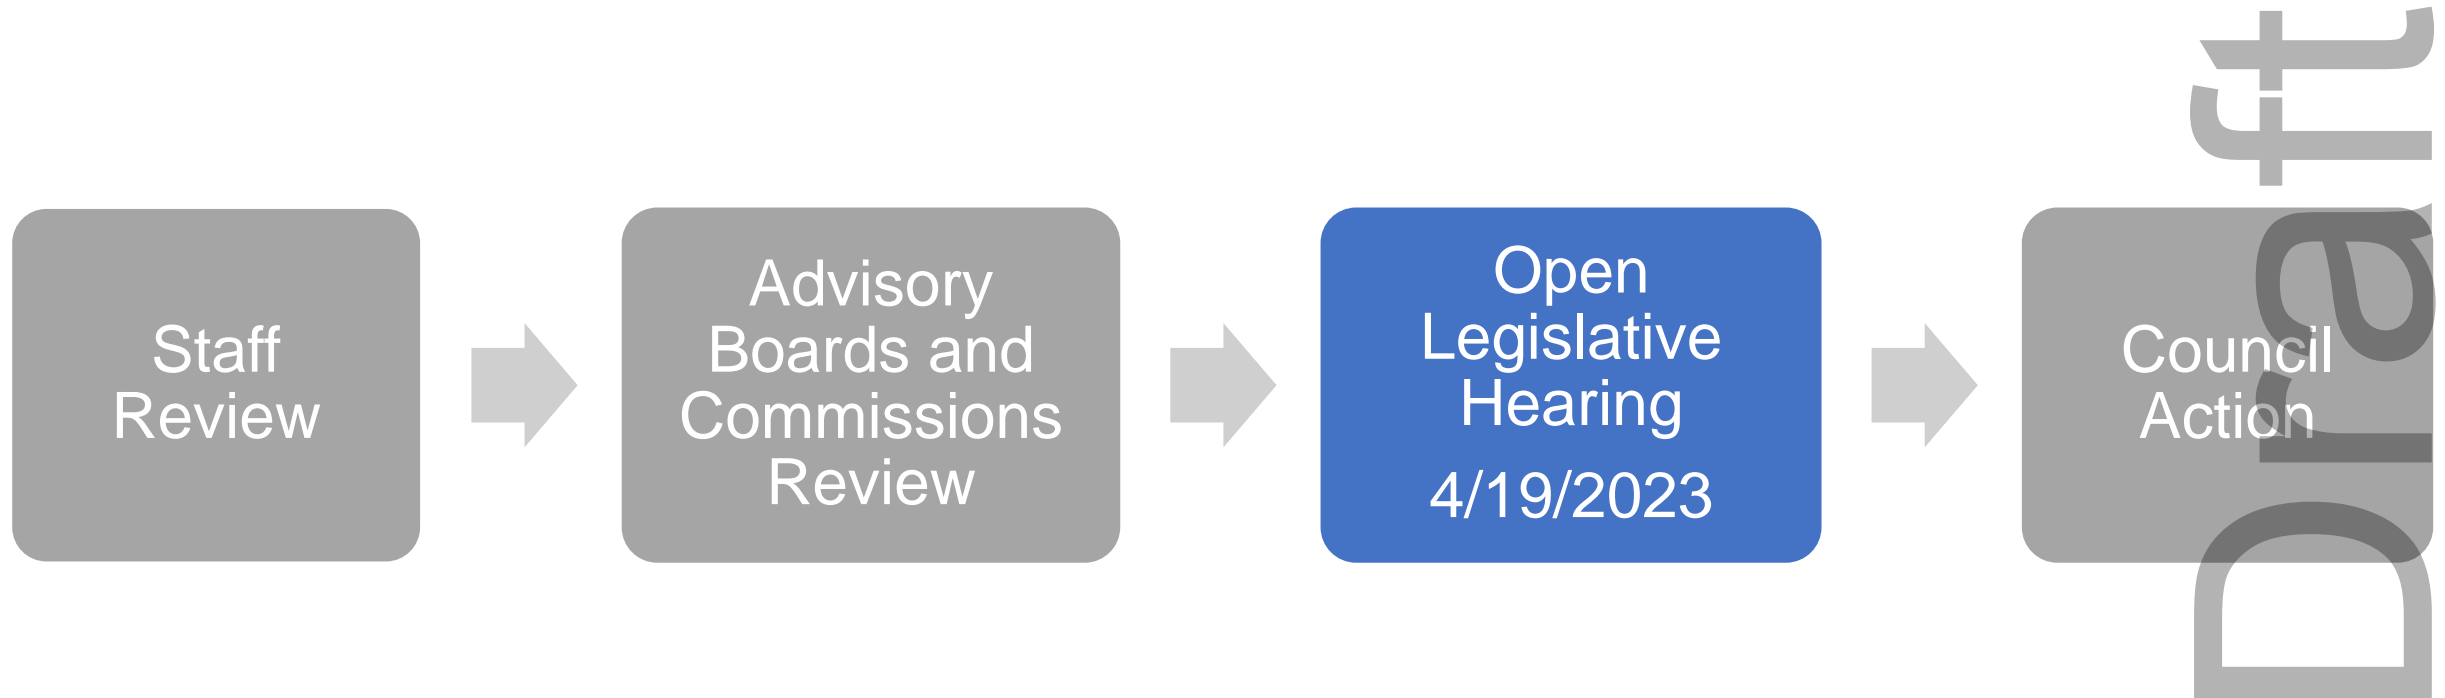 Staff
Review
Advisory
Boards and
Commissions
Review
Open
Legislative
Hearing
4/19/2023
Council
Action
Draft